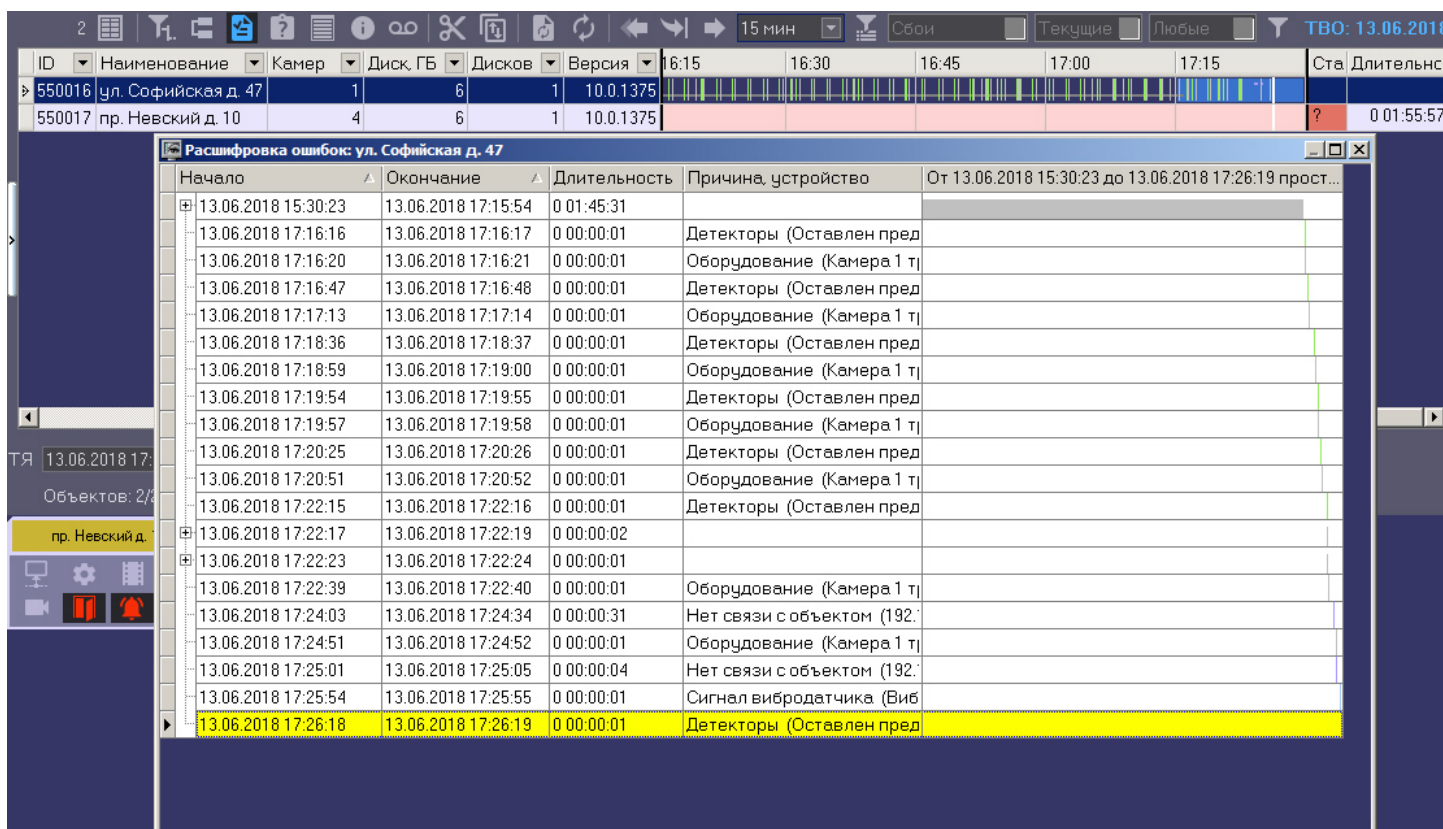 2 15 мин Сбои Текущие Любые ТВО: 13.06.2018
ID Наименование Камер Диск, ГБ Дисков Версия 16:15 16:30 16:45 17:00 17:15 Ста Длительнс
550016 ул. Софийская д. 47 1 6 1 10.0.1375
550017 пр. Невский д. 10 4 6 1 10.0.1375 ? 0 01:55:57
Расшифровка ошибок: ул. Софийская д. 47
Начало Окончание Длительность Причина, устройство От 13.06.2018 15:30:23 до 13.06.2018 17:26:19 прост...
13.06.2018 15:30:23 13.06.2018 17:15:54 0 01:45:31
13.06.2018 17:16:16 13.06.2018 17:16:17 0 00:00:01 Детекторы (Оставлен пред
13.06.2018 17:16:20 13.06.2018 17:16:21 0 00:00:01 Оборудование (Камера 1 т
13.06.2018 17:16:47 13.06.2018 17:16:48 0 00:00:01 Детекторы (Оставлен пред
13.06.2018 17:17:13 13.06.2018 17:17:14 0 00:00:01 Оборудование (Камера 1 т
13.06.2018 17:18:36 13.06.2018 17:18:37 0 00:00:01 Детекторы (Оставлен пред
13.06.2018 17:18:59 13.06.2018 17:19:00 0 00:00:01 Оборудование (Камера 1 т
13.06.2018 17:19:54 13.06.2018 17:19:55 0 00:00:01 Детекторы (Оставлен пред
13.06.2018 17:19:57 13.06.2018 17:19:58 0 00:00:01 Оборудование (Камера 1 т
13.06.2018 17:20:25 13.06.2018 17:20:26 0 00:00:01 Детекторы (Оставлен пред
13.06.2018 17:20:51 13.06.2018 17:20:52 0 00:00:01 Оборудование (Камера 1 т
13.06.2018 17:22:15 13.06.2018 17:22:16 0 00:00:01 Детекторы (Оставлен пред
13.06.2018 17:22:17 13.06.2018 17:22:19 0 00:00:02
13.06.2018 17:22:23 13.06.2018 17:22:24 0 00:00:01
13.06.2018 17:22:39 13.06.2018 17:22:40 0 00:00:01 Оборудование (Камера 1 т
13.06.2018 17:24:03 13.06.2018 17:24:34 0 00:00:31 Нет связи с объектом (192.
13.06.2018 17:24:51 13.06.2018 17:24:52 0 00:00:01 Оборудование (Камера 1 т
13.06.2018 17:25:01 13.06.2018 17:25:05 0 00:00:04 Нет связи с объектом (192.
13.06.2018 17:25:54 13.06.2018 17:25:55 0 00:00:01 Сигнал вибродатчика (Виб
13.06.2018 17:26:18 13.06.2018 17:26:19 0 00:00:01 Детекторы (Оставлен пред
ТЯ 13.06.2018 17:
Объектов: 2/2
пр. Невский д.